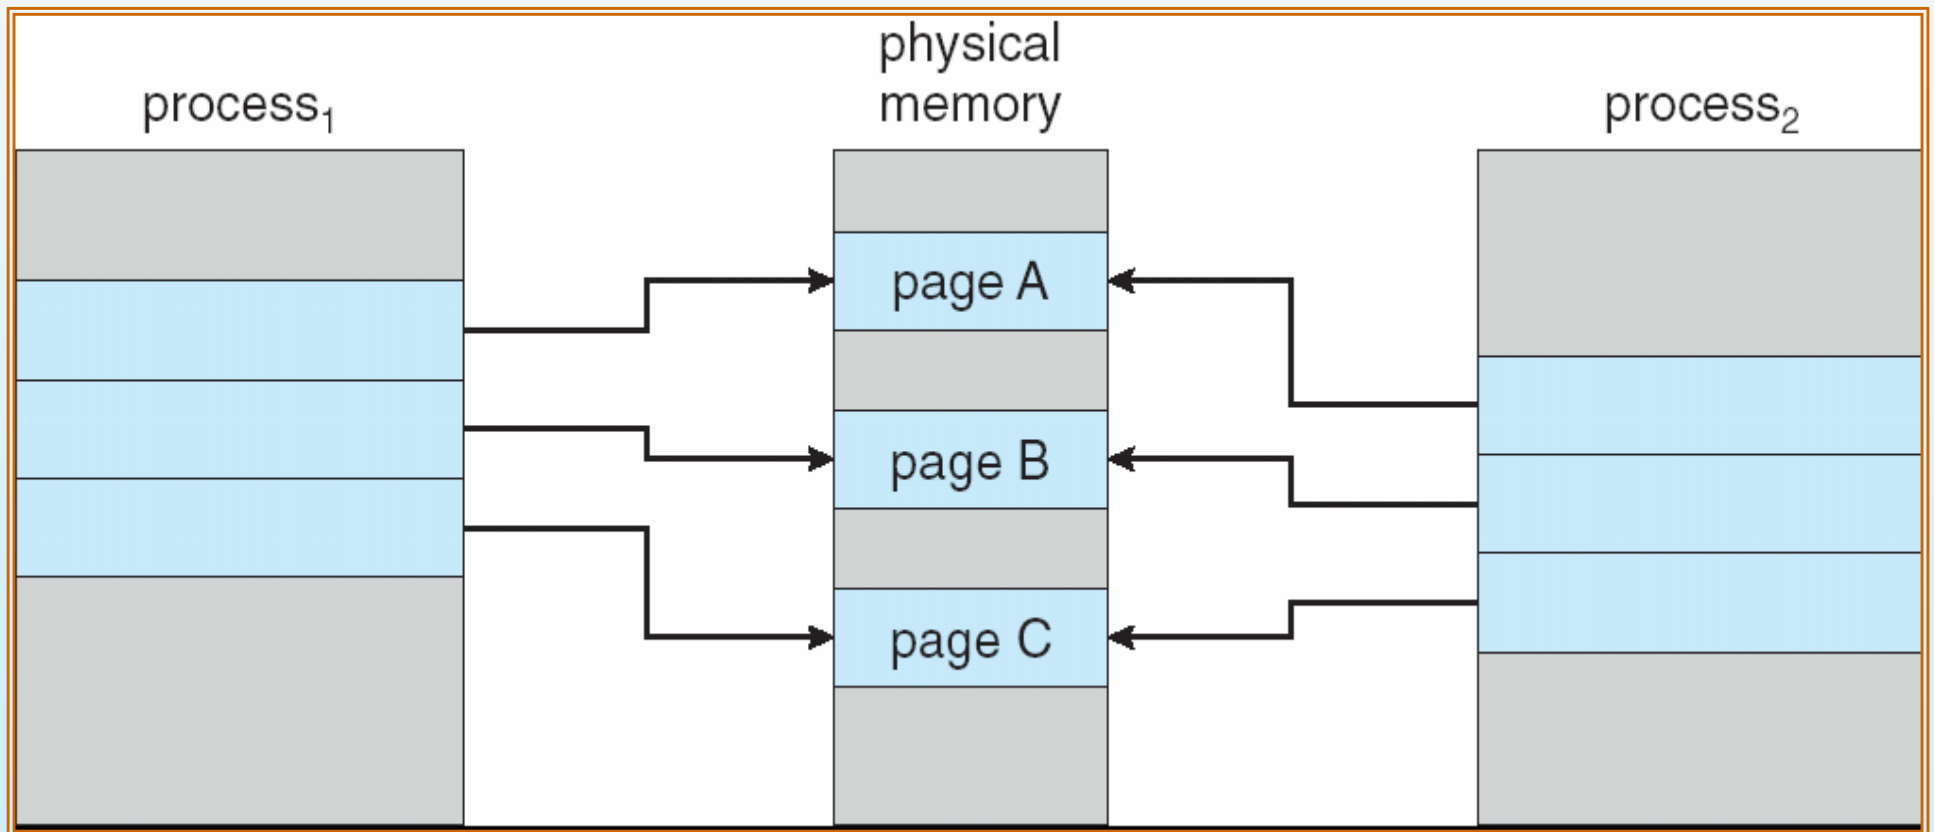 physical
memory
process₁
process₂
page A
page B
page C